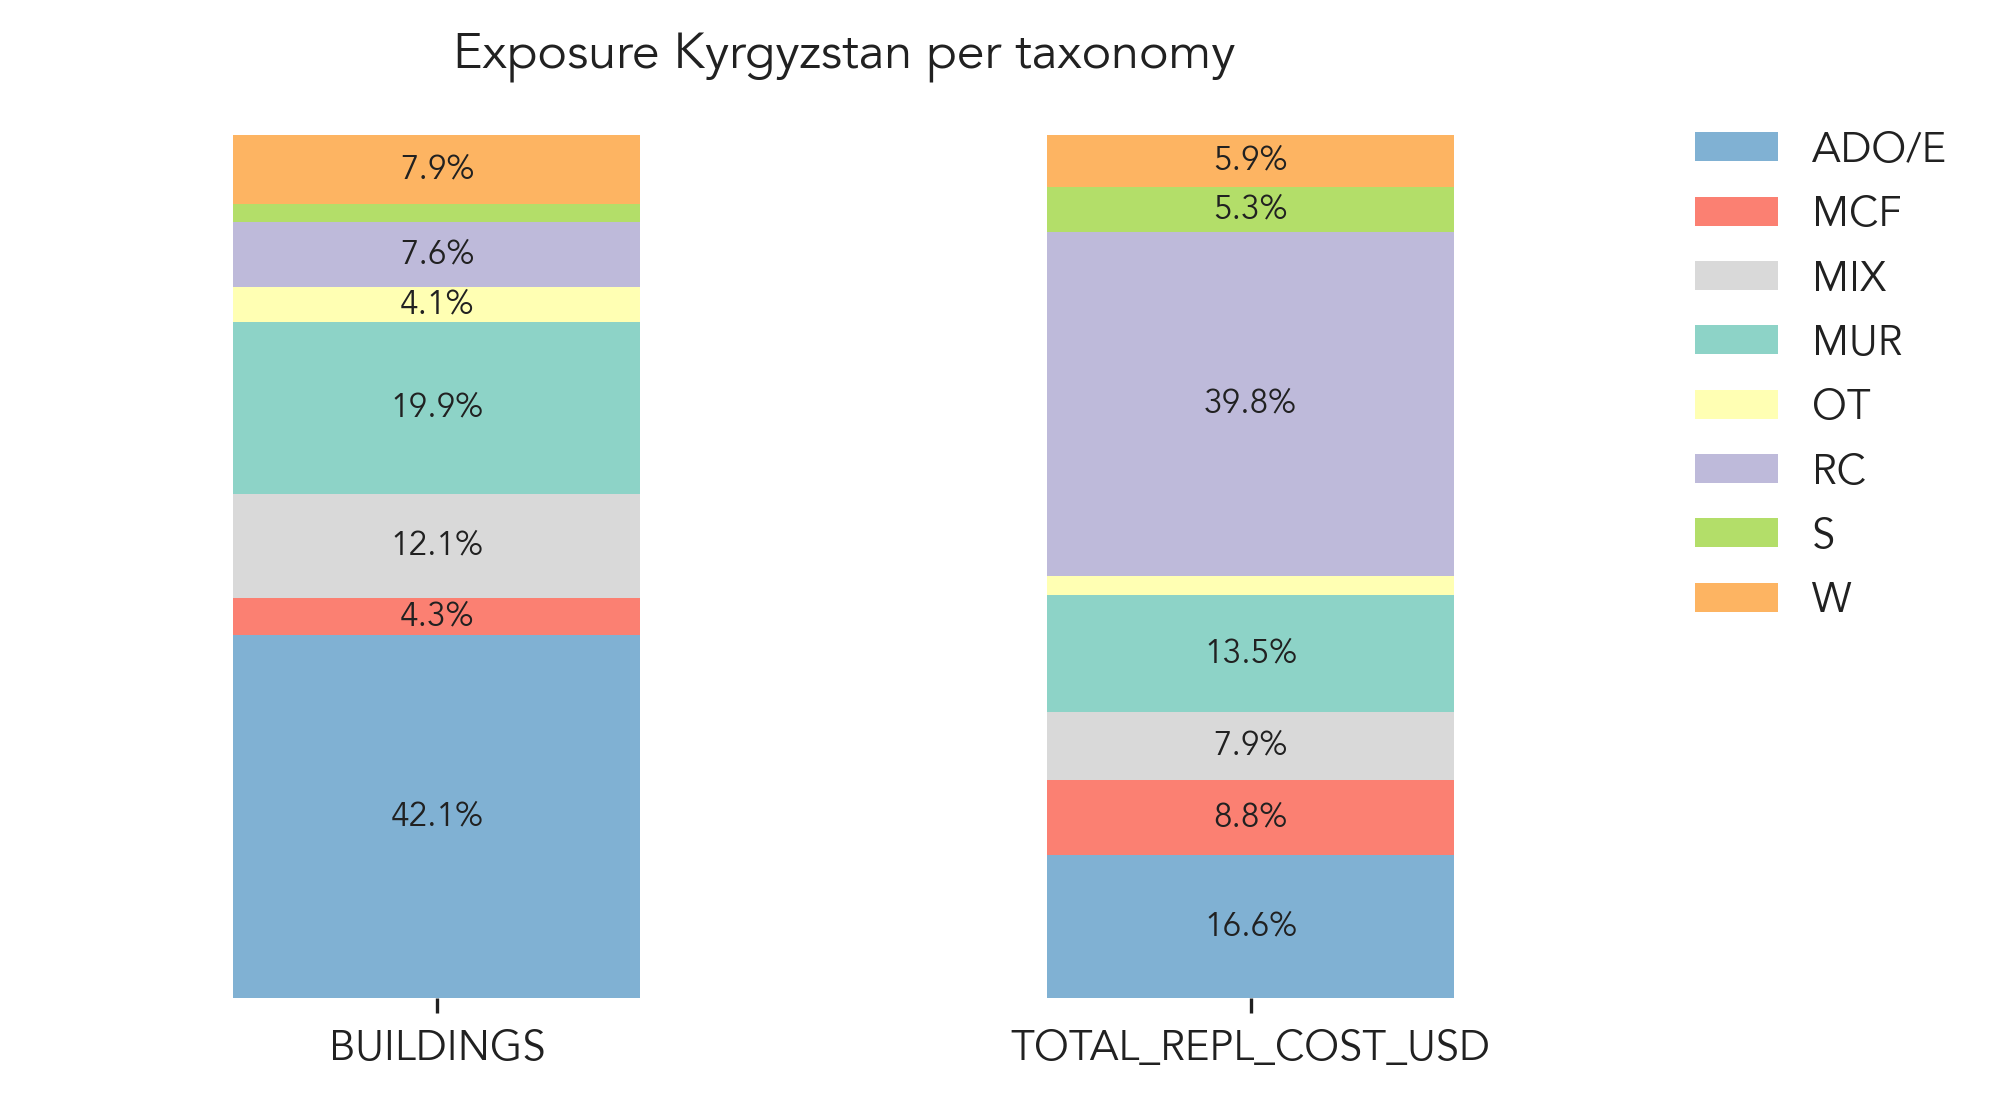 Exposure Kyrgyzstan per taxonomy
7.9%
7.6%
4.1%
19.9%
12.1%
4.3%
42.1%
BUILDINGS
5.9%
5.3%
39.8%
13.5%
7.9%
8.8%
16.6%
TOTAL_REPL_COST_USD
ADO/E
MCF
MIX
MUR
OT
RC
S
W